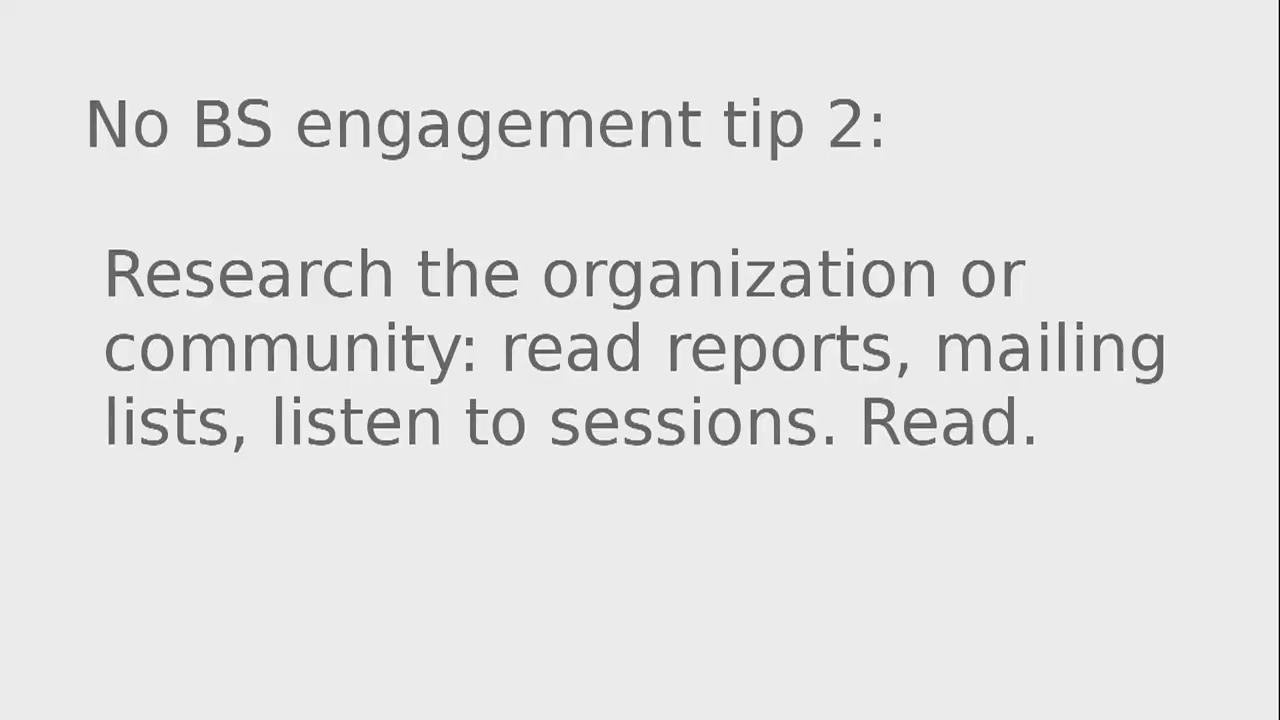 No BS engagement tip 2:
Research the organization or
community: read reports, mailing
lists, listen to sessions. Read.